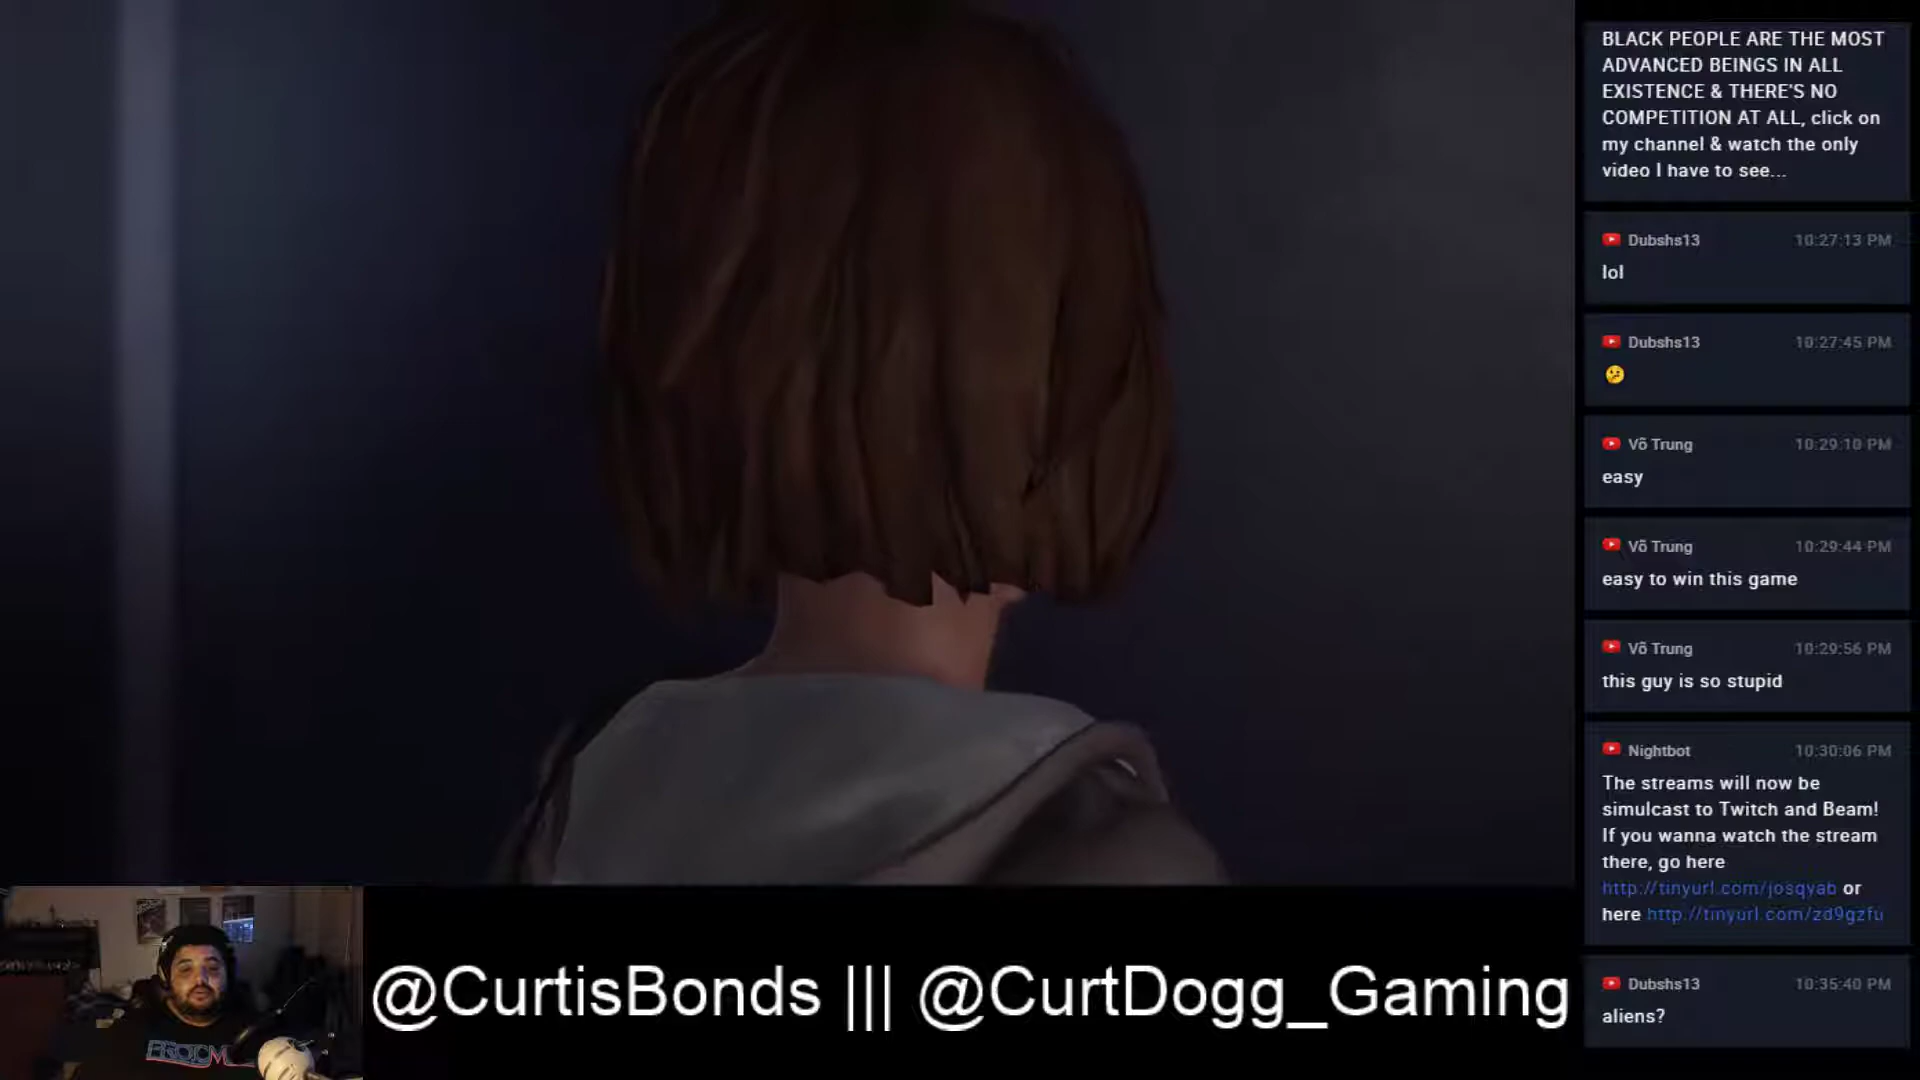 BLACK PEOPLE ARE THE MOST
ADVANCED BEINGS IN ALL
EXISTENCE & THERE'S NO
COMPETITION AT ALL, click on
my channel & watch the only
video I have to see...
Dubshs13 10:27:13 PM
lol
Dubshs13 10:27:45 PM
🤔
Võ Trung 10:29:10 PM
easy
Võ Trung 10:29:44 PM
easy to win this game
Võ Trung 10:29:56 PM
this guy is so stupid
Nightbot 10:30:06 PM
The streams will now be
simulcast to Twitch and Beam!
If you wanna watch the stream
there, go here
http://tinyurl.com/josqyab or
here http://tinyurl.com/zd9gzfu
Dubshs13 10:35:40 PM
aliens?
@CurtisBonds ||| @CurtDogg_Gaming